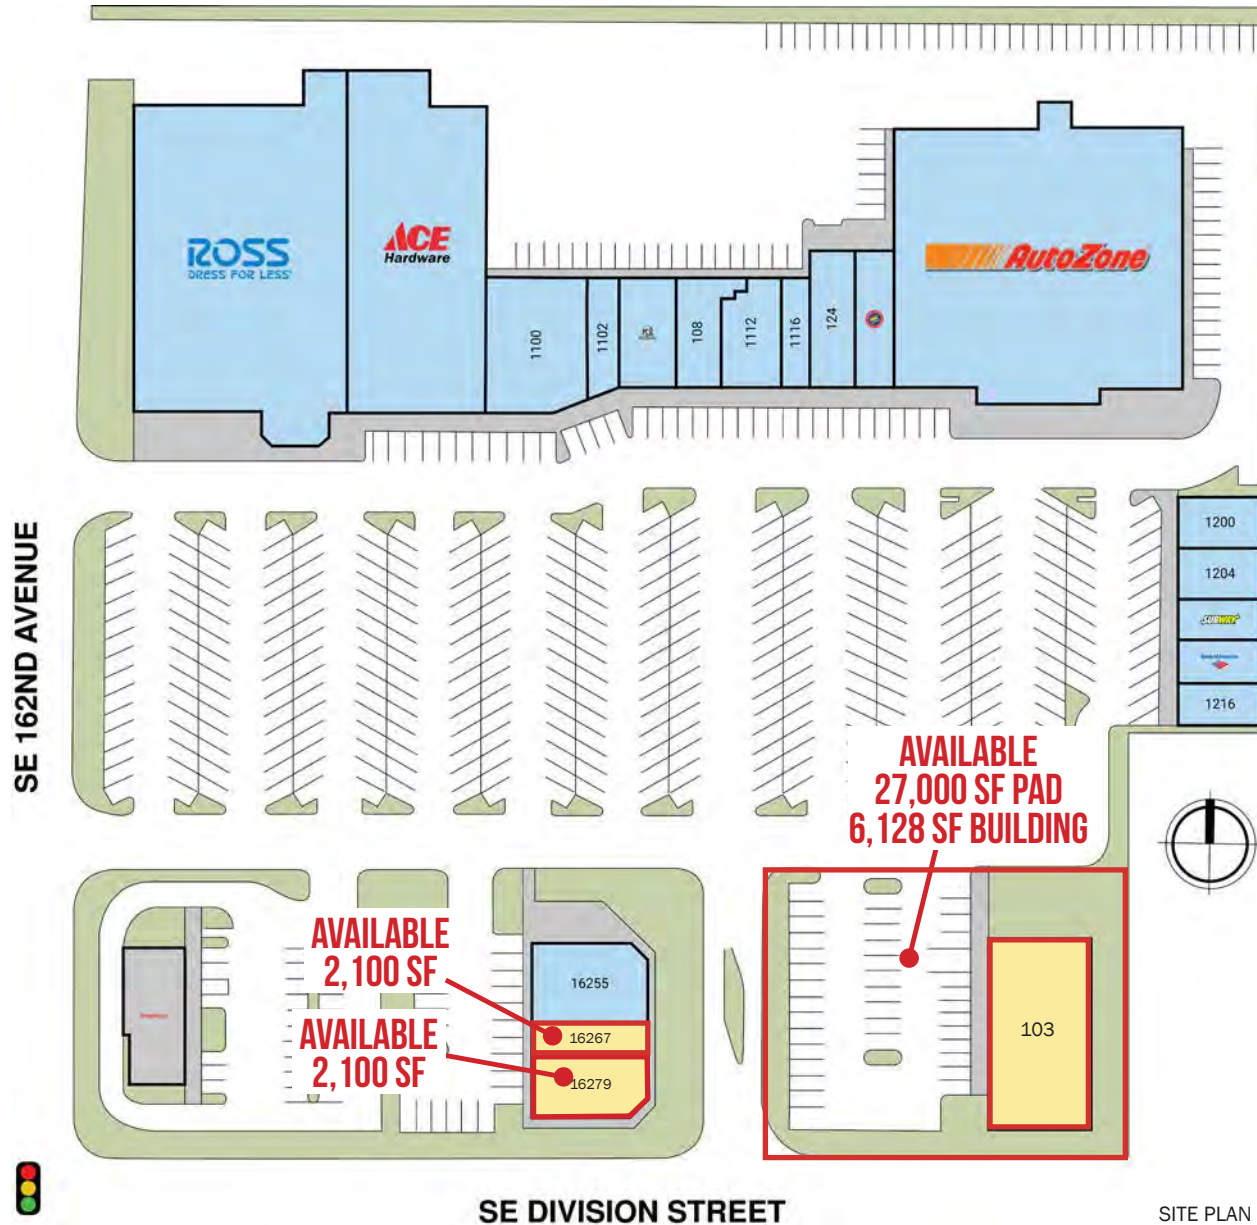 ROSS
DRESS FOR LESS
ACE
Hardware
AutoZone
1100
1102
108
1112
1116
124
1200
1204
SUBWAY
1216
SE 162ND AVENUE
AVAILABLE
27,000 SF PAD
6,128 SF BUILDING
AVAILABLE
2,100 SF
16255
AVAILABLE
2,100 SF
16267
16279
103
SE DIVISION STREET
SITE PLAN